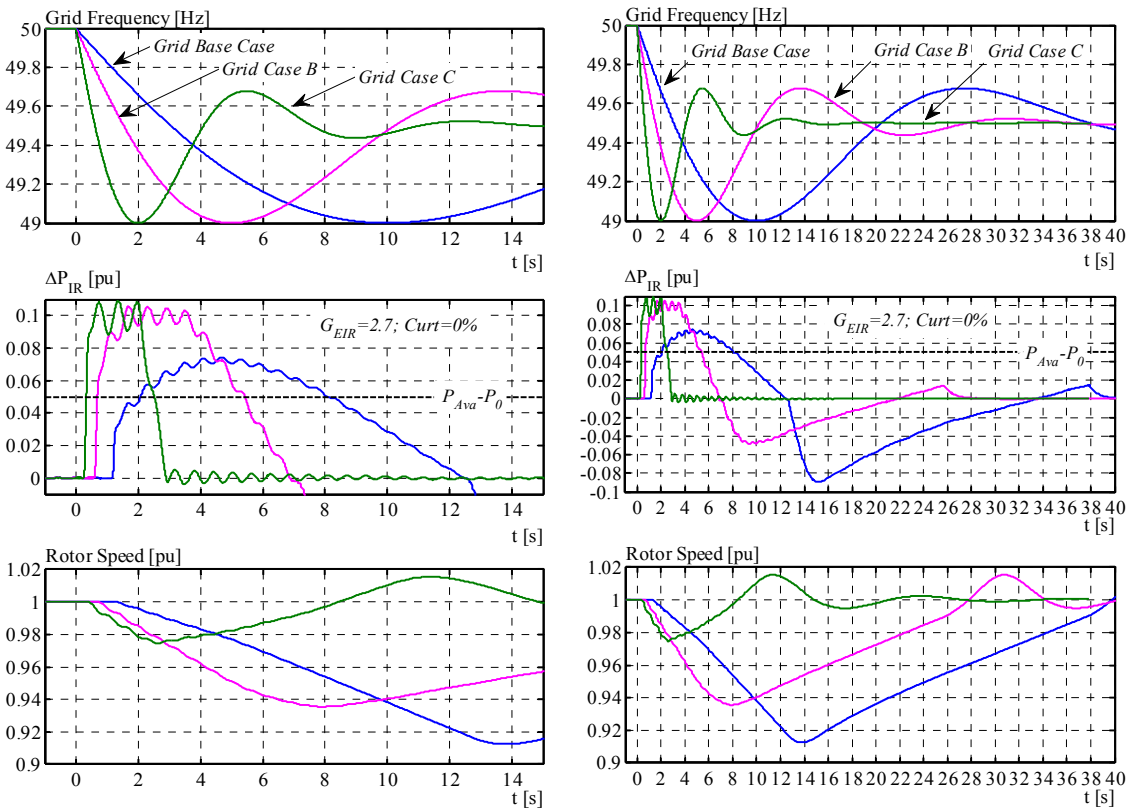 Grid Frequency [Hz]
50
49.8
49.6
49.4
49.2
49
Grid Base Case
Grid Case B
Grid Case C
0 2 4 6 8 10 12 14
t [s]
Grid Frequency [Hz]
50
49.8
49.6
49.4
49.2
49
Grid Base Case
Grid Case B
Grid Case C
0 2 4 6 8 10 12 14 16 18 20 22 24 26 28 30 32 34 36 38 40
t [s]
ΔP_IR [pu]
0.1
0.08
0.06
0.04
0.02
0
G_EIR=2.7; Curt=0%
P_Ava-P_0
0 2 4 6 8 10 12 14
t [s]
ΔP_IR [pu]
0.1
0.08
0.06
0.04
0.02
0
-0.02
-0.04
-0.06
-0.08
-0.1
G_EIR=2.7; Curt=0%
P_Ava-P_0
0 2 4 6 8 10 12 14 16 18 20 22 24 26 28 30 32 34 36 38 40
t [s]
Rotor Speed [pu]
1.02
1
0.98
0.96
0.94
0.92
0.9
0 2 4 6 8 10 12 14
t [s]
Rotor Speed [pu]
1.02
1
0.98
0.96
0.94
0.92
0.9
0 2 4 6 8 10 12 14 16 18 20 22 24 26 28 30 32 34 36 38 40
t [s]